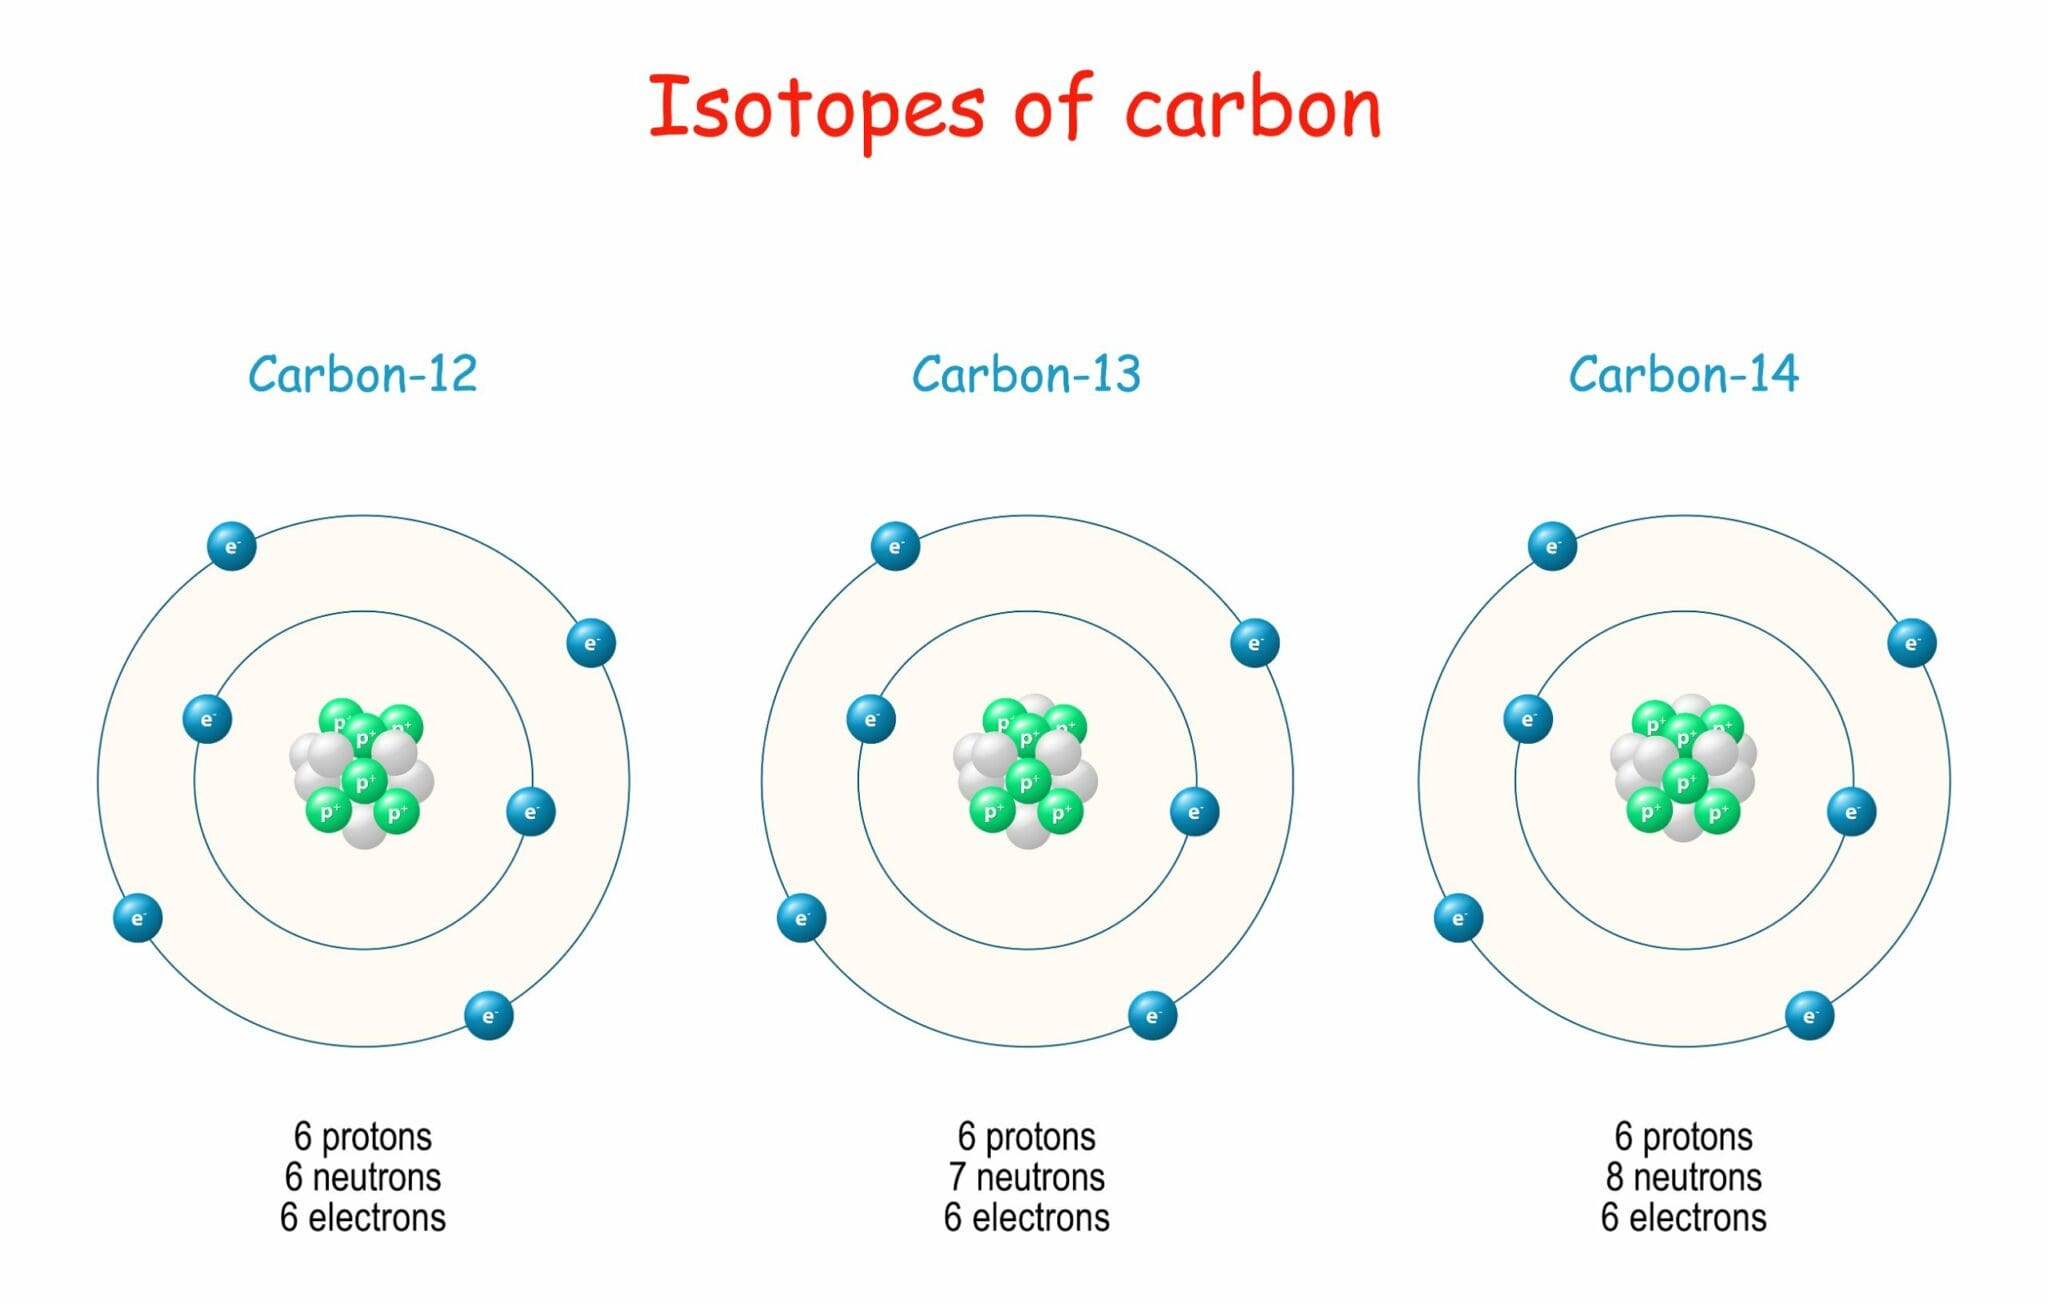 Isotopes of carbon
Carbon-12
Carbon-13
Carbon-14
e⁻
e⁻
e⁻
e⁻
e⁻
e⁻
p⁺
p⁺
p⁺
p⁺
p⁺
p⁺
e⁻
e⁻
e⁻
e⁻
e⁻
e⁻
p⁺
p⁺
p⁺
p⁺
p⁺
p⁺
e⁻
e⁻
e⁻
e⁻
e⁻
e⁻
p⁺
p⁺
p⁺
p⁺
p⁺
p⁺
6 protons
6 neutrons
6 electrons
6 protons
7 neutrons
6 electrons
6 protons
8 neutrons
6 electrons